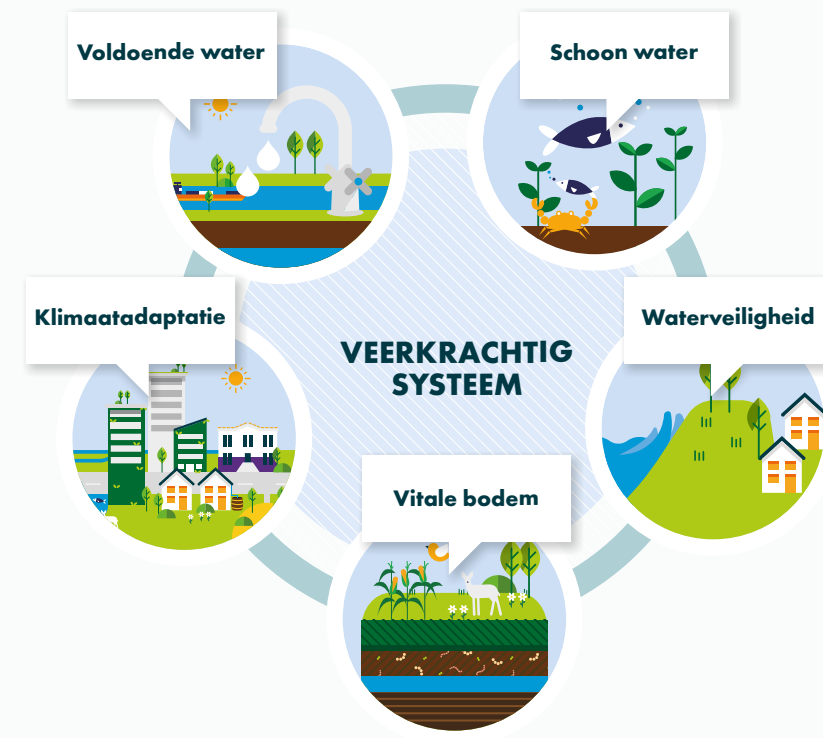 Voldoende water
Schoon water
Klimaatadaptatie
Waterveiligheid
VEERKRACHTIG
SYSTEEM
Vitale bodem